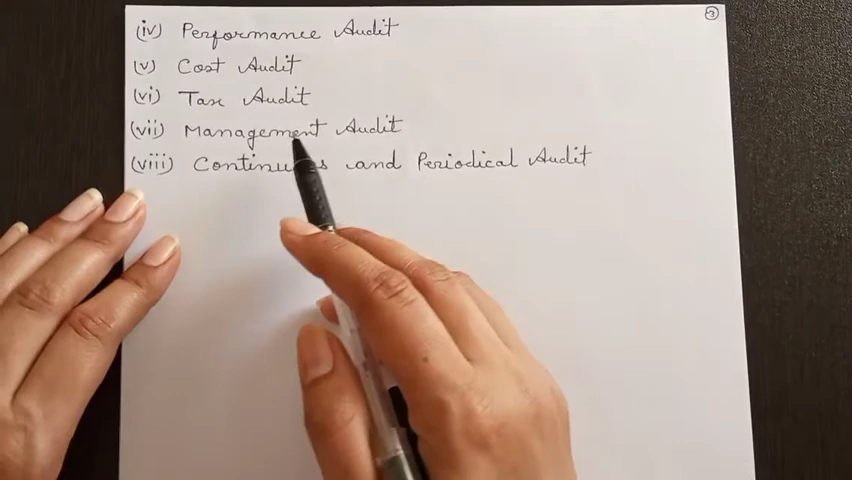 3
(iv) Performance Audit
(v) Cost Audit
(vi) Tax Audit
(vii) Management Audit
(viii) and Periodical Audit